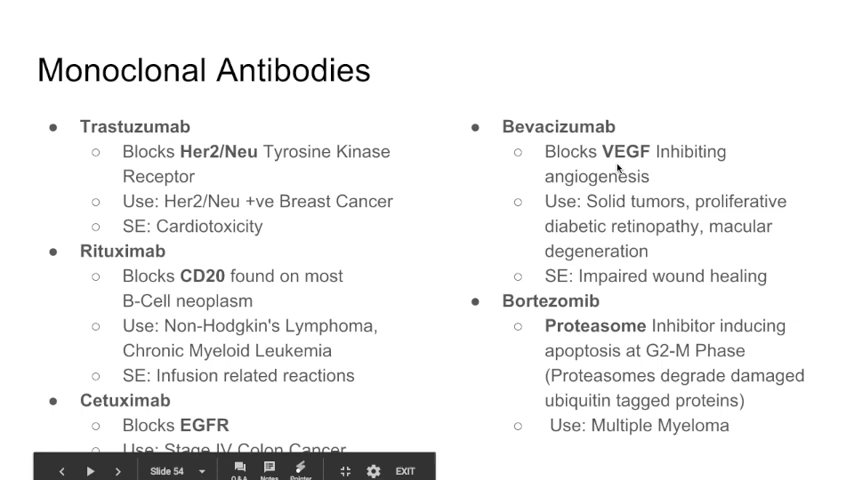 Monoclonal Antibodies
● Trastuzumab
○ Blocks Her2/Neu Tyrosine Kinase
Receptor
○ Use: Her2/Neu +ve Breast Cancer
○ SE: Cardiotoxicity
● Rituximab
○ Blocks CD20 found on most
B-Cell neoplasm
○ Use: Non-Hodgkin's Lymphoma,
Chronic Myeloid Leukemia
○ SE: Infusion related reactions
● Cetuximab
○ Blocks EGFR
○ Use: Stage IV Colon Cancer
● Bevacizumab
○ Blocks VEGF Inhibiting
angiogenesis
○ Use: Solid tumors, proliferative
diabetic retinopathy, macular
degeneration
○ SE: Impaired wound healing
● Bortezomib
○ Proteasome Inhibitor inducing
apoptosis at G2-M Phase
(Proteasomes degrade damaged
ubiquitin tagged proteins)
○ Use: Multiple Myeloma
Slide 54 Q&A Notes Pointer EXIT